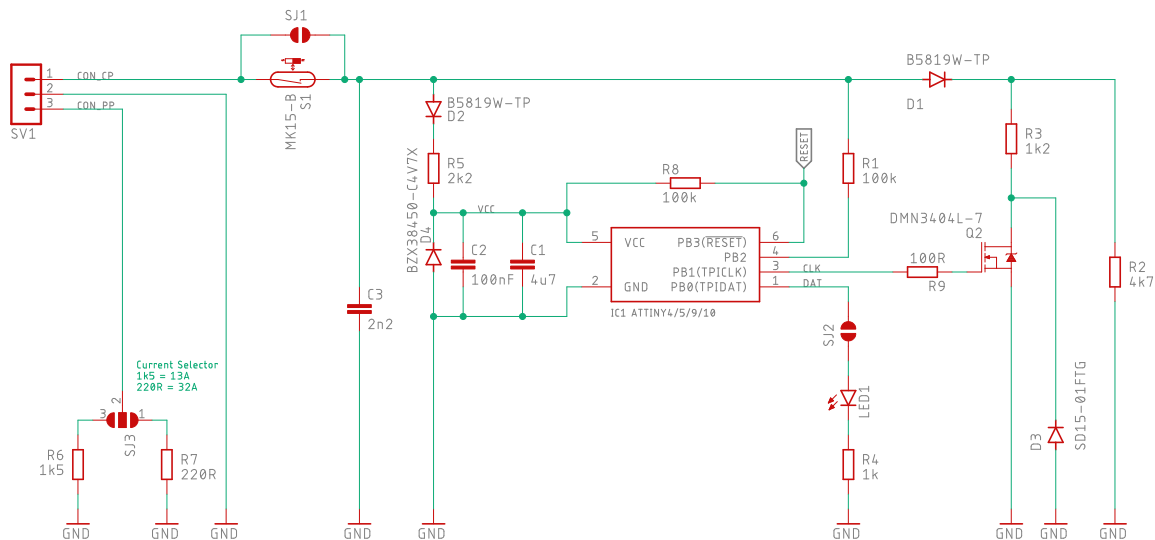 SJ1
MK15-B
S1
1
CON_CP
2
3
CON_PP
SV1
B5819W-TP
D1
B5819W-TP
D2
R5
2k2
BZX38450-C4V7X
D4
VCC
C2
100nF
C1
4u7
R8
100k
RESET
R1
100k
R3
1k2
DMN3404L-7
Q2
5
VCC
PB3(RESET)
6
PB2
4
PB1(TPICLK)
3
CLK
2
GND
PB0(TPIDAT)
1
DAT
IC1 ATTINY4/5/9/10
100R
R9
R2
4k7
C3
2n2
SJ2
LED1
R4
1k
D3
SD15-01FTG
Current Selector
1k5 = 13A
220R = 32A
2
3
1
SJ3
R6
1k5
R7
220R
GND
GND
GND
GND
GND
GND
GND
GND
GND